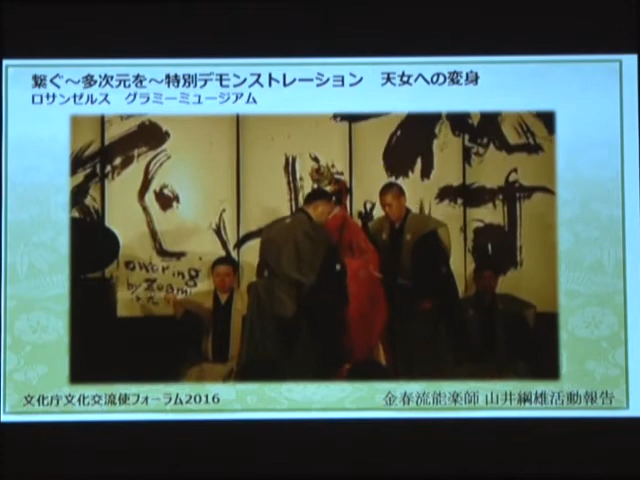 繋ぐ～多次元を～特別デモンストレーション　天女への変身
ロサンゼルス　グラミーミュージアム
owering
by Zeami
文化庁文化交流使フォーラム2016
金春流能楽師 山井綱雄活動報告